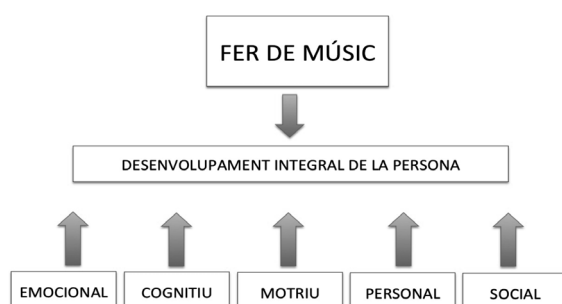 FER DE MÚSIC
DESENVOLUPAMENT INTEGRAL DE LA PERSONA
EMOCIONAL
COGNITIU
MOTRIU
PERSONAL
SOCIAL